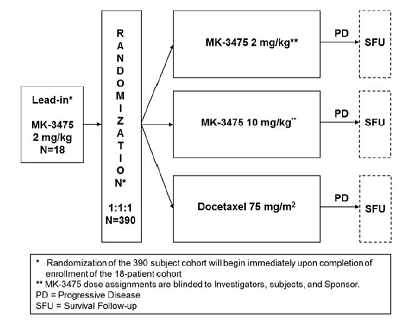 Lead-in*
MK-3475
2 mg/kg
N=18
RANDOMIZATION*
1:1:1
N=390
MK-3475 2 mg/kg**
PD
SFU
MK-3475 10 mg/kg**
PD
SFU
Docetaxel 75 mg/m²
PD
SFU
* Randomization of the 390 subject cohort will begin immediately upon completion of
enrollment of the 18-patient cohort
** MK-3475 dose assignments are blinded to Investigators, subjects, and Sponsor.
PD = Progressive Disease
SFU = Survival Follow-up